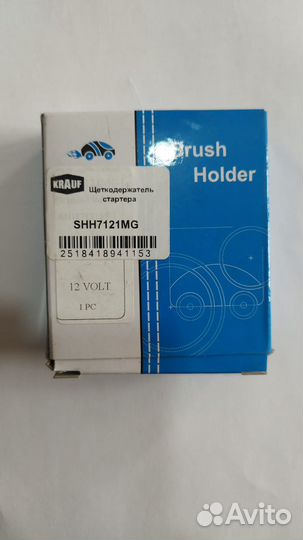 Brush
Holder
KRAUF
Щеткодержатель
стартера
SHH7121MG
2518418941153
12 VOLT
1 PC
Avito